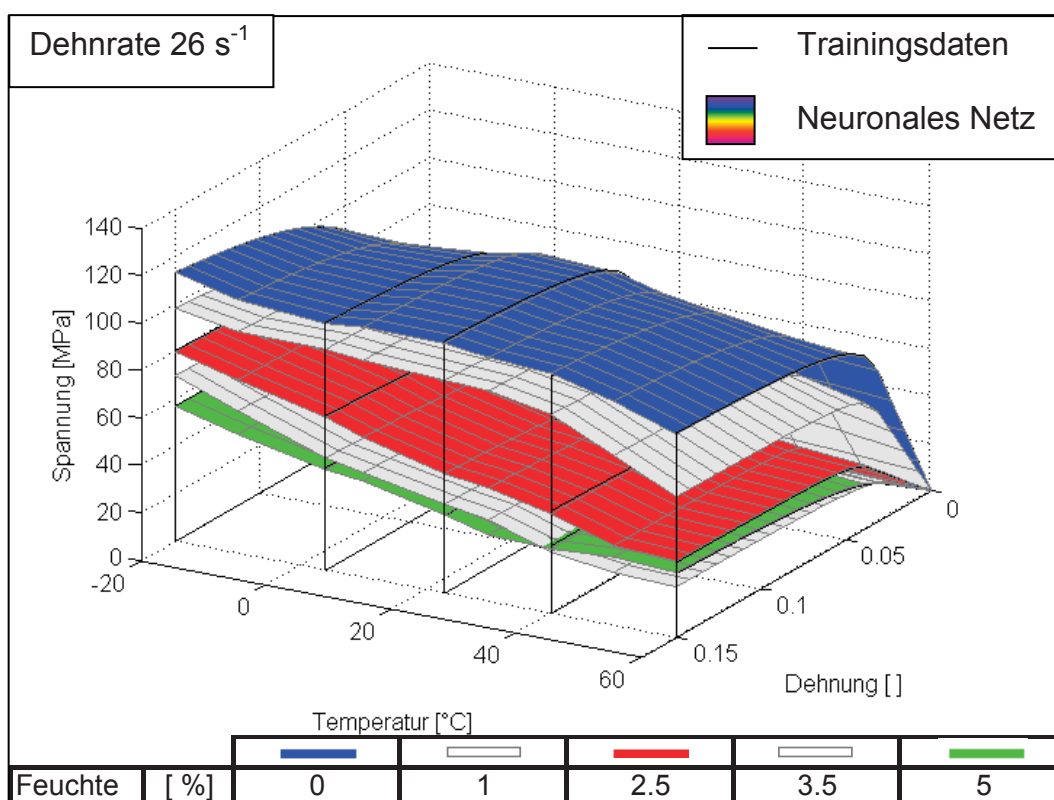 Dehnrate 26 s⁻¹
Trainingsdaten
Neuronales Netz
Spannung [MPa]
140
120
100
80
60
40
20
0
-20
0
20
40
60
Temperatur [°C]
0
0.05
0.1
0.15
Dehnung [ ]
Feuchte [ %] 0 1 2.5 3.5 5